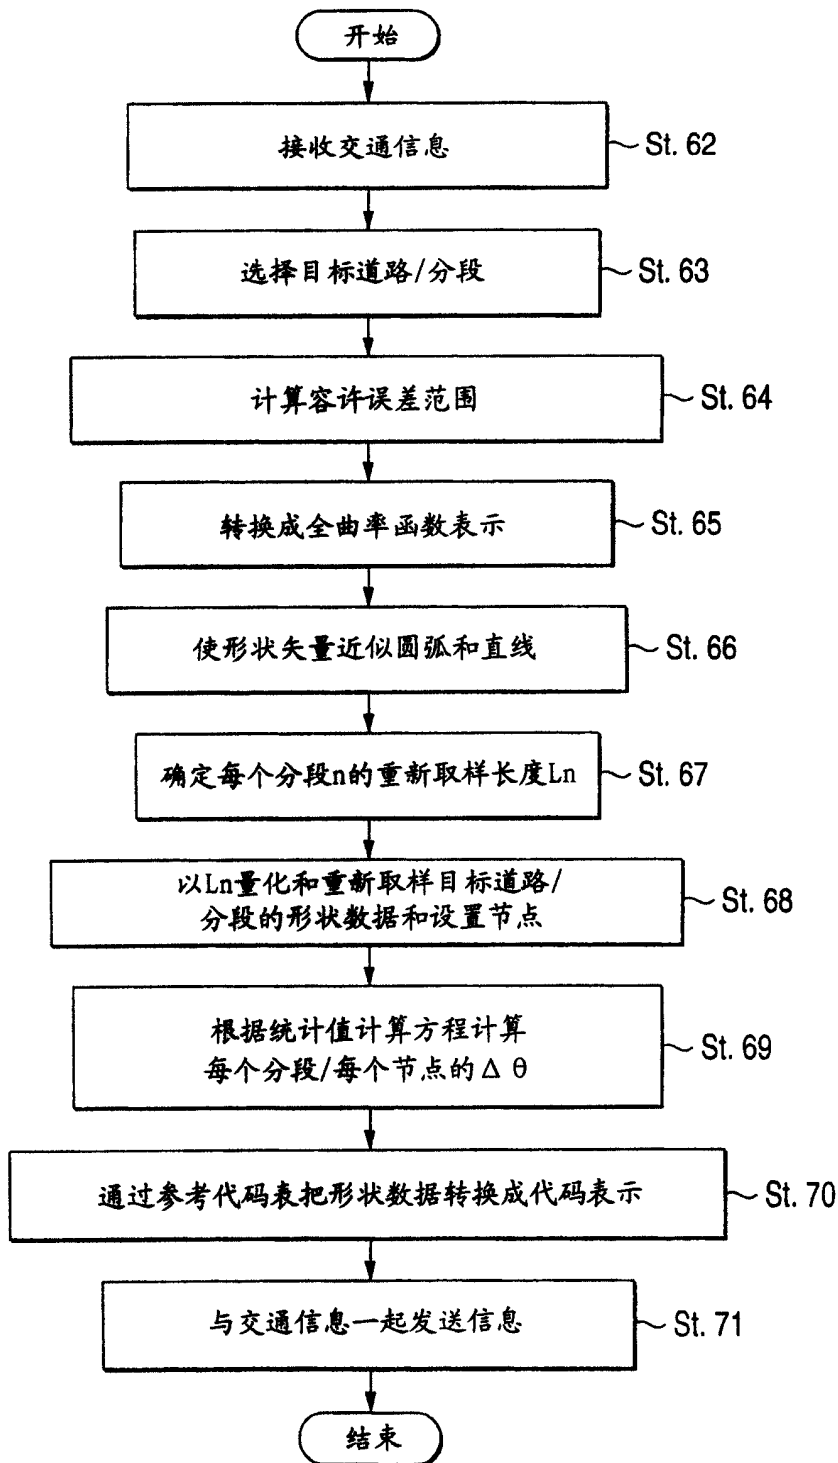 开始
接收交通信息
St. 62
选择目标道路/分段
St. 63
计算容许误差范围
St. 64
转换成全曲率函数表示
St. 65
使形状矢量近似圆弧和直线
St. 66
确定每个分段n的重新取样长度Ln
St. 67
以Ln量化和重新取样目标道路/
分段的形状数据和设置节点
St. 68
根据统计值计算方程计算
每个分段/每个节点的Δθ
St. 69
通过参考代码表把形状数据转换成代码表示
St. 70
与交通信息一起发送信息
St. 71
结束